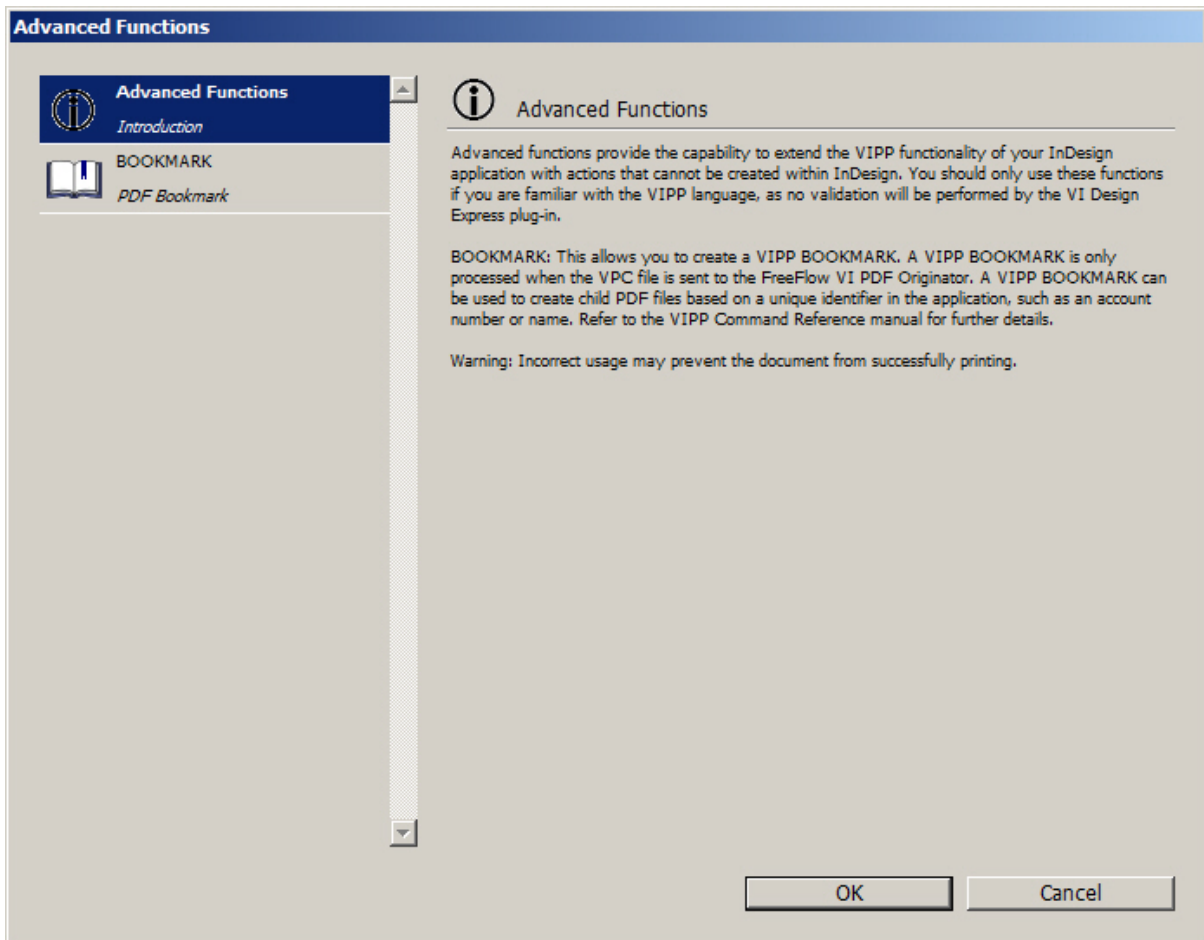 Advanced Functions
Advanced Functions
Introduction
BOOKMARK
PDF Bookmark
Advanced Functions
Advanced functions provide the capability to extend the VIPP functionality of your InDesign
application with actions that cannot be created within InDesign. You should only use these functions
if you are familiar with the VIPP language, as no validation will be performed by the VI Design
Express plug-in.
BOOKMARK: This allows you to create a VIPP BOOKMARK. A VIPP BOOKMARK is only
processed when the VPC file is sent to the FreeFlow VI PDF Originator. A VIPP BOOKMARK can
be used to create child PDF files based on a unique identifier in the application, such as an account
number or name. Refer to the VIPP Command Reference manual for further details.
Warning: Incorrect usage may prevent the document from successfully printing.
OK
Cancel